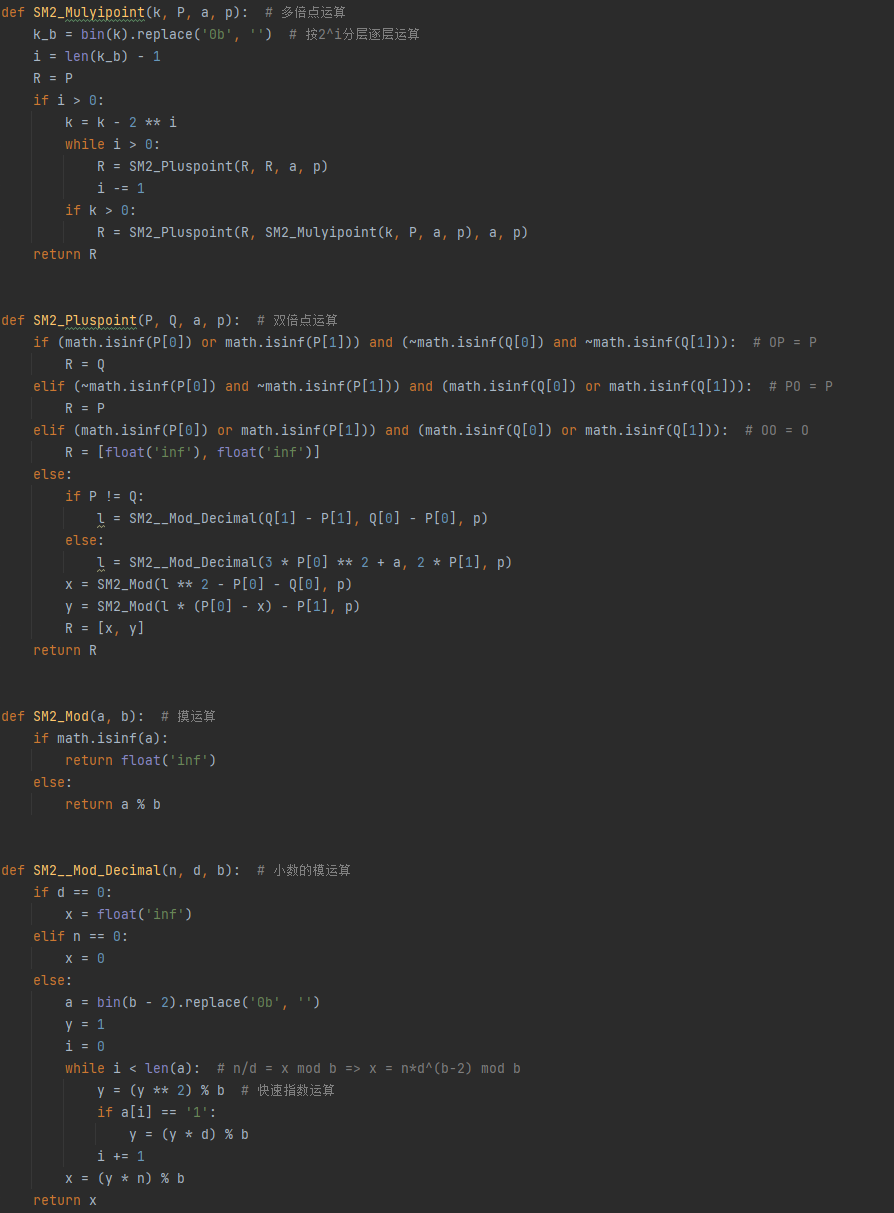 def SM2_Mulyipoint(k, P, a, p):  # 多倍点运算
    k_b = bin(k).replace('0b', '')  # 按2^i分层逐层运算
    i = len(k_b) - 1
    R = P
    if i > 0:
        k = k - 2 ** i
        while i > 0:
            R = SM2_Pluspoint(R, R, a, p)
            i -= 1
        if k > 0:
            R = SM2_Pluspoint(R, SM2_Mulyipoint(k, P, a, p), a, p)
    return R
def SM2_Pluspoint(P, Q, a, p):  # 双倍点运算
    if (math.isinf(P[0]) or math.isinf(P[1])) and (~math.isinf(Q[0]) and ~math.isinf(Q[1])):  # OP = P
        R = Q
    elif (~math.isinf(P[0]) and ~math.isinf(P[1])) and (math.isinf(Q[0]) or math.isinf(Q[1])):  # PO = P
        R = P
    elif (math.isinf(P[0]) or math.isinf(P[1])) and (math.isinf(Q[0]) or math.isinf(Q[1])):  # OO = O
        R = [float('inf'), float('inf')]
    else:
        if P != Q:
            l = SM2__Mod_Decimal(Q[1] - P[1], Q[0] - P[0], p)
        else:
            l = SM2__Mod_Decimal(3 * P[0] ** 2 + a, 2 * P[1], p)
        x = SM2_Mod(l ** 2 - P[0] - Q[0], p)
        y = SM2_Mod(l * (P[0] - x) - P[1], p)
        R = [x, y]
    return R
def SM2_Mod(a, b):  # 摸运算
    if math.isinf(a):
        return float('inf')
    else:
        return a % b
def SM2__Mod_Decimal(n, d, b):  # 小数的模运算
    if d == 0:
        x = float('inf')
    elif n == 0:
        x = 0
    else:
        a = bin(b - 2).replace('0b', '')
        y = 1
        i = 0
        while i < len(a):  # n/d = x mod b => x = n*d^(b-2) mod b
            y = (y ** 2) % b  # 快速指数运算
            if a[i] == '1':
                y = (y * d) % b
            i += 1
        x = (y * n) % b
    return x